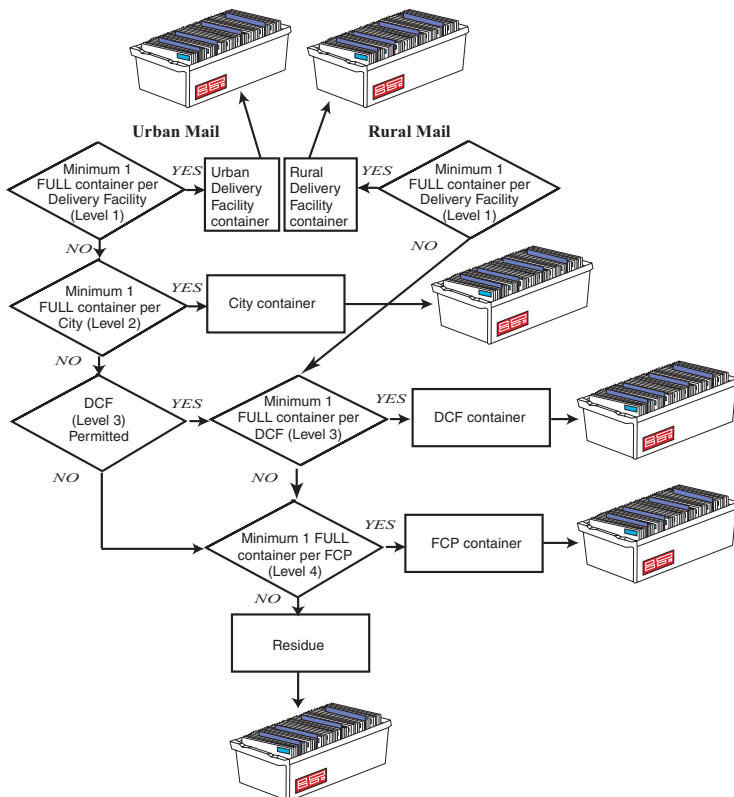 Urban Mail
Rural Mail
Minimum 1
FULL container per
Delivery Facility
(Level 1)
YES
Urban
Delivery
Facility
container
Rural
Delivery
Facility
container
YES
Minimum 1
FULL container per
Delivery Facility
(Level 1)
NO
NO
Minimum 1
FULL container per
City (Level 2)
YES
City container
NO
DCF
(Level 3)
Permitted
YES
Minimum 1
FULL container per
DCF (Level 3)
YES
DCF container
NO
NO
Minimum 1 FULL
container per FCP
(Level 4)
YES
FCP container
NO
Residue